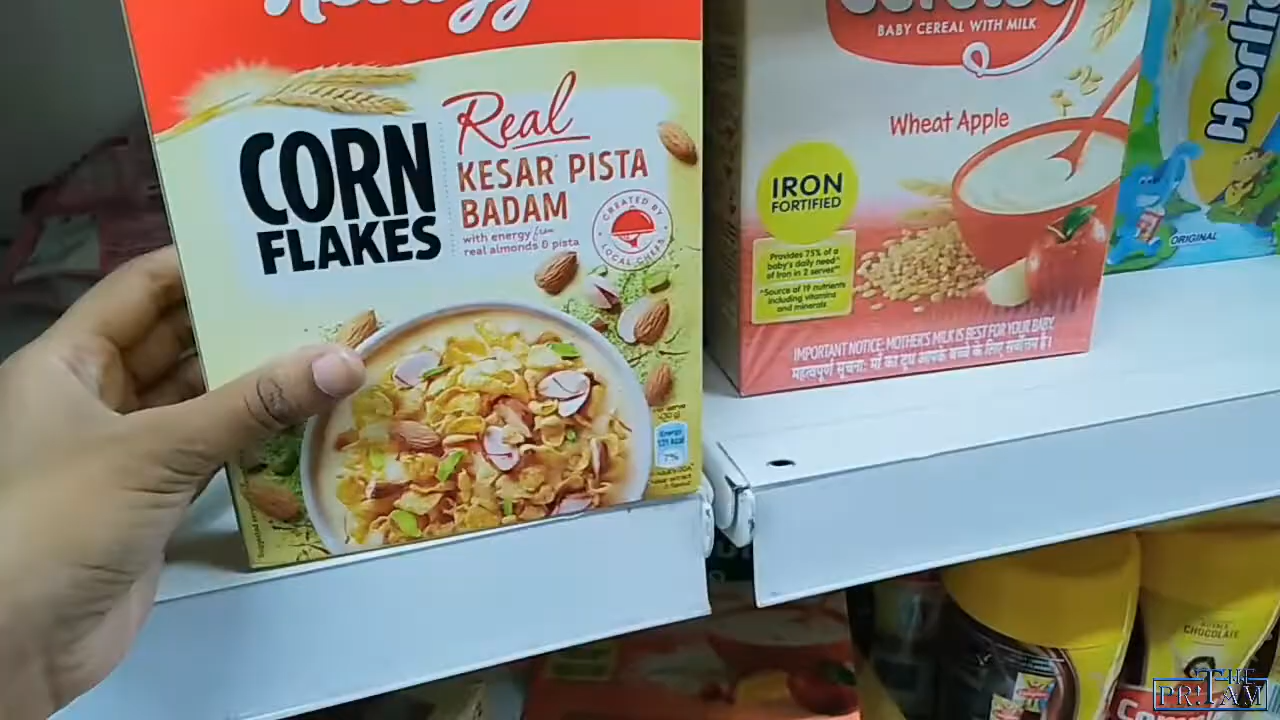 Kellogg's
CORN
FLAKES
Real
KESAR PISTA
BADAM
with energy from
real almonds & pista
CREATED BY
LOCAL CHEFS
Energy
BABY CEREAL WITH MILK
Wheat Apple
IRON
FORTIFIED
Provides 75% of a
baby's daily need*
of Iron in 2 serves**
*Source of 19 nutrients
including vitamins
and minerals
IMPORTANT NOTICE: MOTHER'S MILK IS BEST FOR YOUR BABY
महत्वपूर्ण सूचना: माँ का दूध आपके बच्चे के लिए सर्वोत्तम है।
Horlic
ORIGINAL
CHOCOLATE
THE
PRITAM